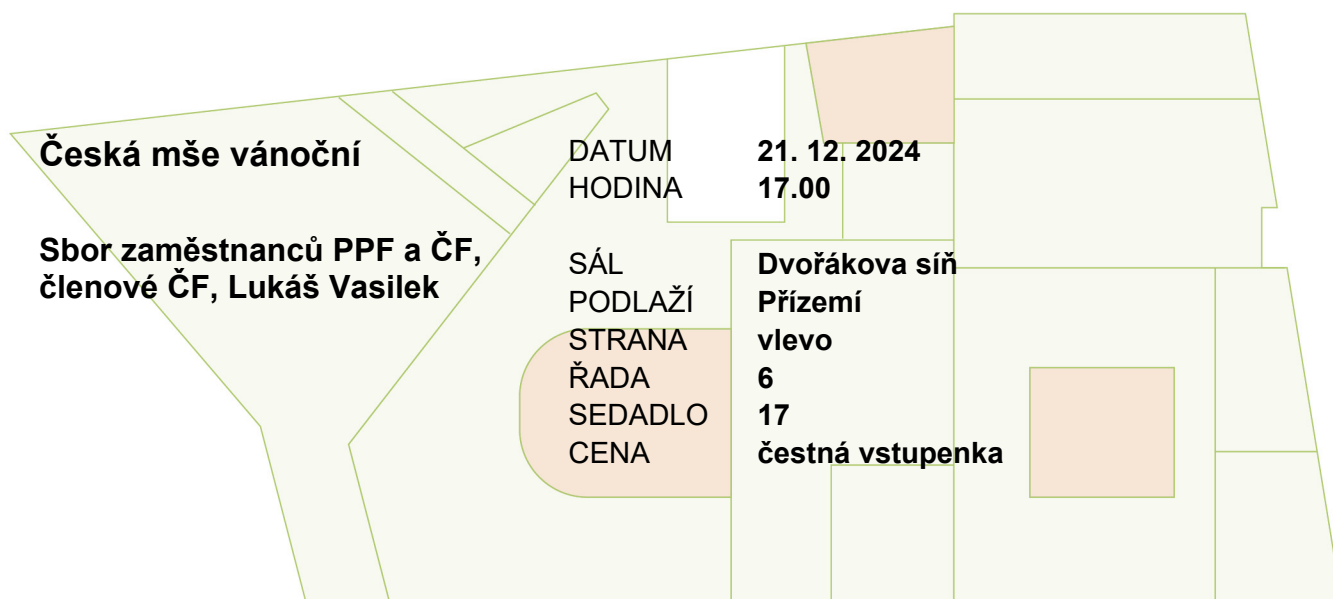 Česká mše vánoční
Sbor zaměstnanců PPF a ČF,
členové ČF, Lukáš Vasilek
DATUM 21. 12. 2024
HODINA 17.00
SÁL Dvořákova síň
PODLAŽÍ Přízemí
STRANA vlevo
ŘADA 6
SEDADLO 17
CENA čestná vstupenka